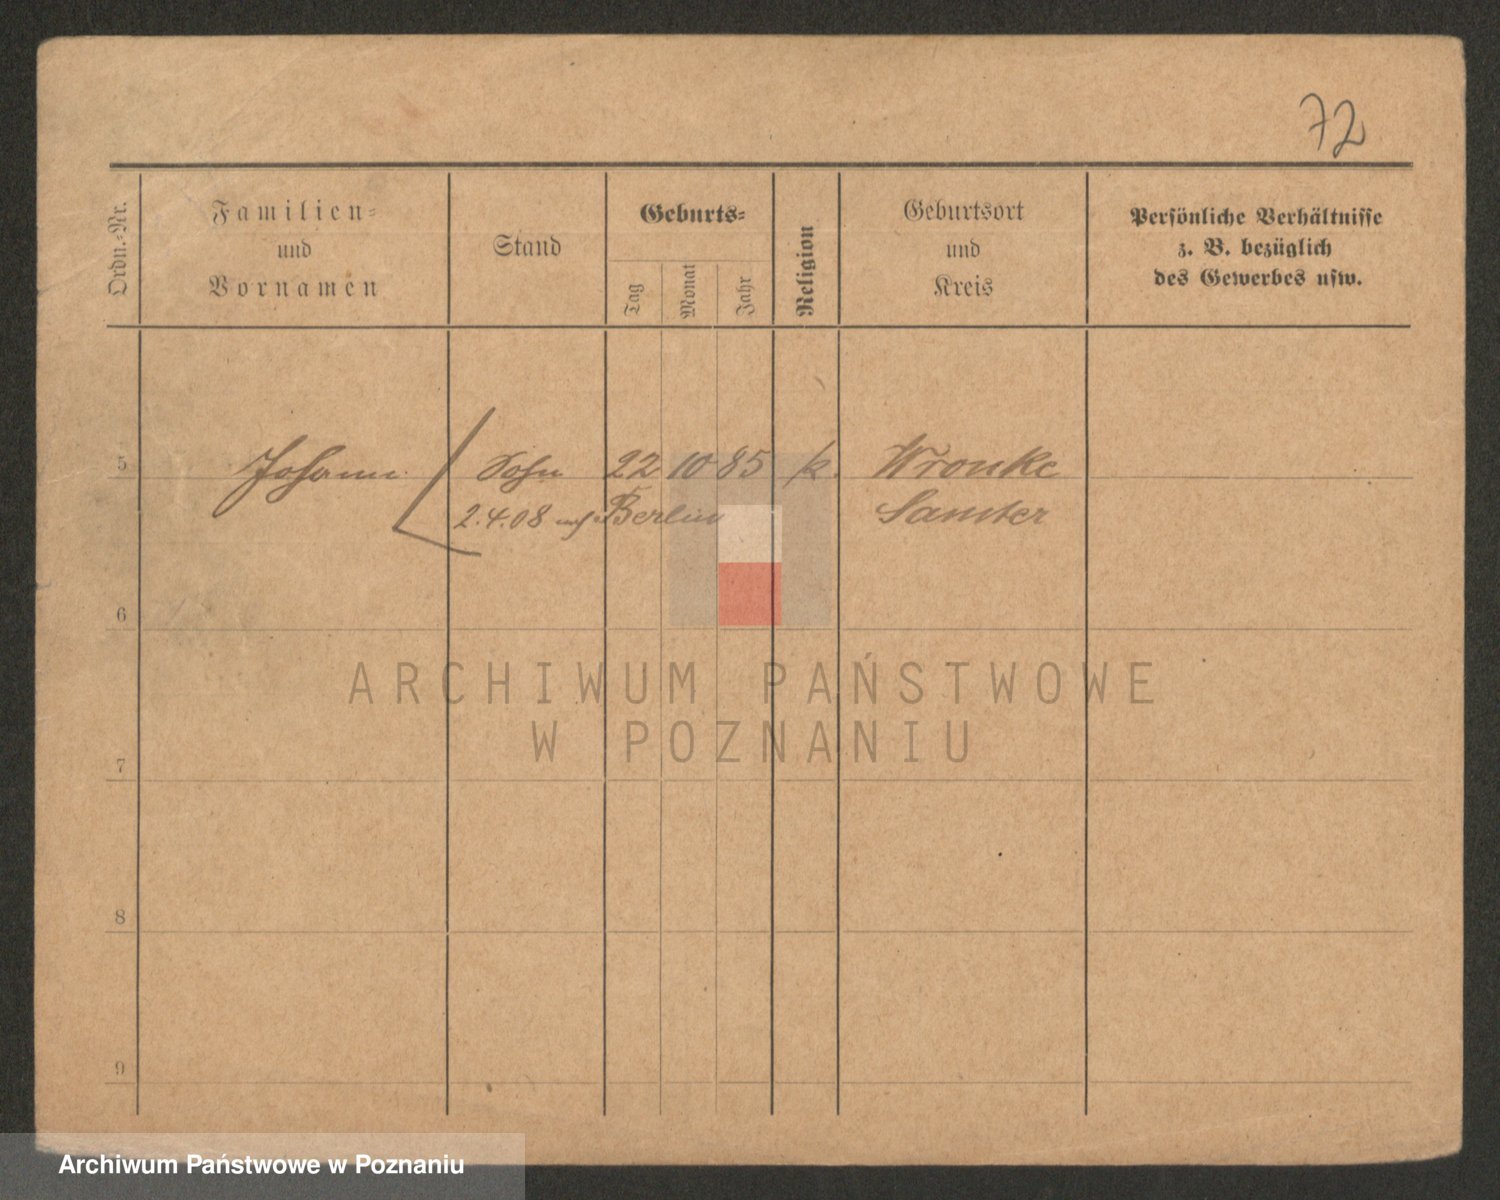 72
Ordn.-Nr.
Familien-
und
Vornamen
Stand
Geburts-
Tag
Monat
Jahr
Religion
Geburtsort
und
Kreis
Persönliche Verhältnisse
z. B. bezüglich
des Gewerbes usw.
5 Johann Sohn 22 10 85 k. Wronke
2.4.08 nach Berlin Samter
6
ARCHIWUM PAŃSTWOWE
W POZNANIU
7
8
9
Archiwum Państwowe w Poznaniu